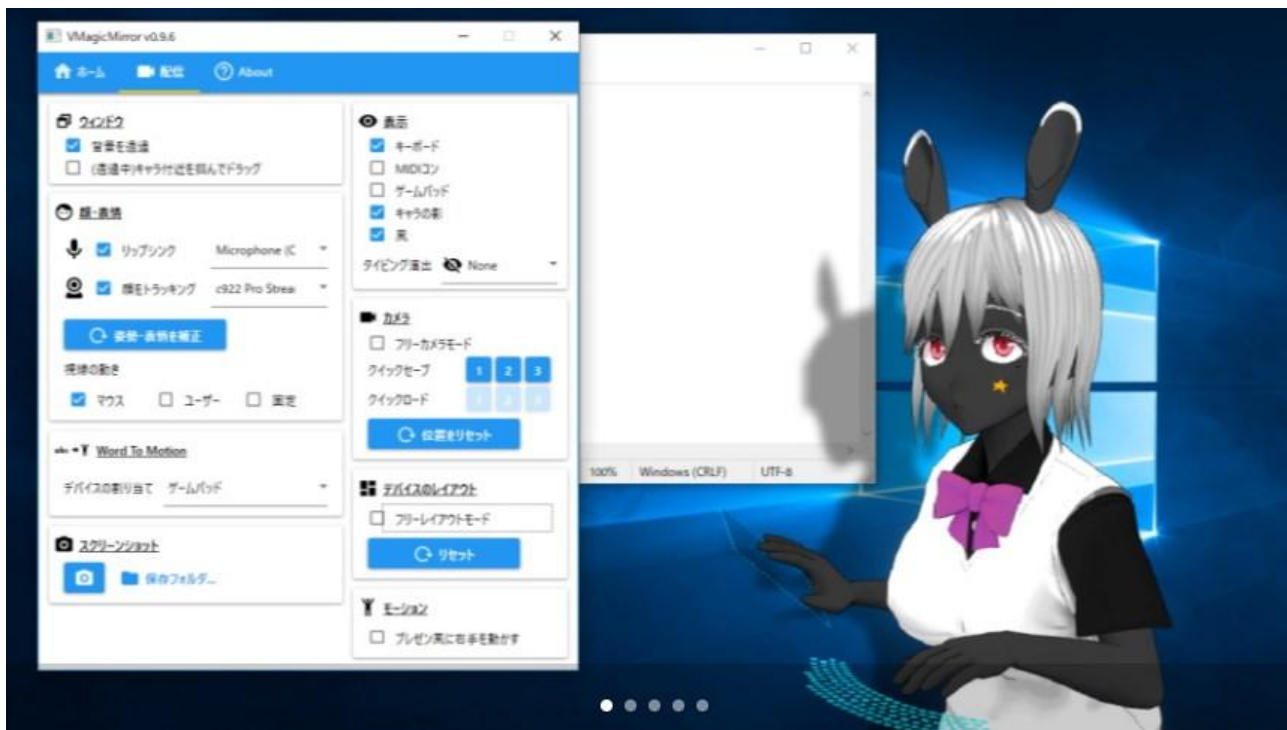 VMagicMirror v0.9.6
ホーム 配信 About
ウィンドウ
背景を透過
(透過中)キャラ付近を掴んでドラッグ
顔・表情
リップシンク Microphone (C
顔をトラッキング c922 Pro Strea
姿勢・表情を補正
視線の動き
マウス ユーザー 固定
Word To Motion
デバイスの割り当て ゲームパッド
スクリーンショット
保存フォルダ...
表示
キーボード
MIDIコン
ゲームパッド
キャラの影
風
タイピング演出 None
カメラ
フリーカメラモード
クイックセーブ 1 2 3
クイックロード 1 2 3
位置をリセット
デバイスのレイアウト
フリーレイアウトモード
リセット
モーション
プレゼン風に右手を動かす
100% Windows (CRLF) UTF-8